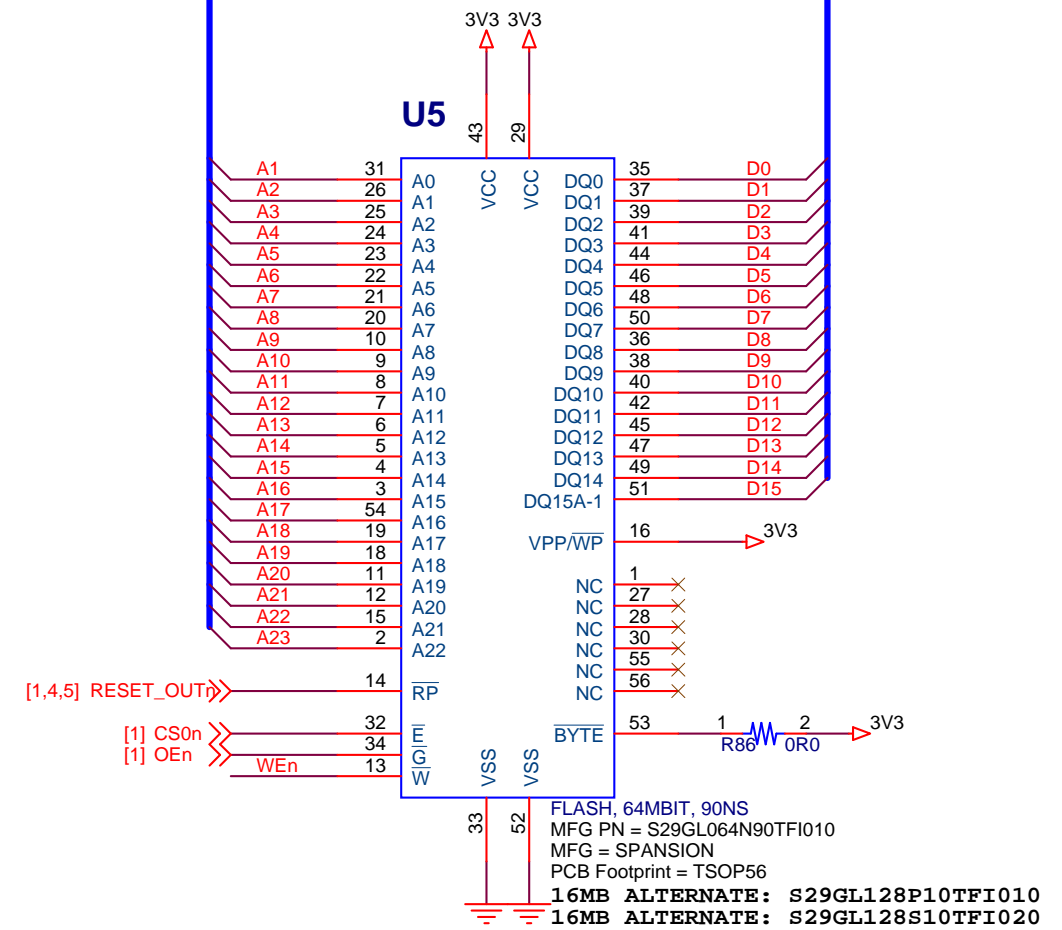 3V3 3V3
U5
43 29
VCC VCC
A1 31 A0 DQ0 35 D0
A2 26 A1 DQ1 37 D1
A3 25 A2 DQ2 39 D2
A4 24 A3 DQ3 41 D3
A5 23 A4 DQ4 44 D4
A6 22 A5 DQ5 46 D5
A7 21 A6 DQ6 48 D6
A8 20 A7 DQ7 50 D7
A9 10 A8 DQ8 36 D8
A10 9 A9 DQ9 38 D9
A11 8 A10 DQ10 40 D10
A12 7 A11 DQ11 42 D11
A13 6 A12 DQ12 45 D12
A14 5 A13 DQ13 47 D13
A15 4 A14 DQ14 49 D14
A16 3 A15 DQ15A-1 51 D15
A17 54 A16
A18 19 A17 VPP/WP 16 3V3
A19 18 A18
A20 11 A19 NC 1
A21 12 A20 NC 27
A22 15 A21 NC 28
A23 2 A22 NC 30
NC 55
[1,4,5] RESET_OUTn 14 RP NC 56
[1] CS0n 32 E BYTE 53 1 R86 2 0R0 3V3
[1] OEn 34 G
WEn 13 W
VSS VSS
33 52
FLASH, 64MBIT, 90NS
MFG PN = S29GL064N90TFI010
MFG = SPANSION
PCB Footprint = TSOP56
16MB ALTERNATE: S29GL128P10TFI010
16MB ALTERNATE: S29GL128S10TFI020